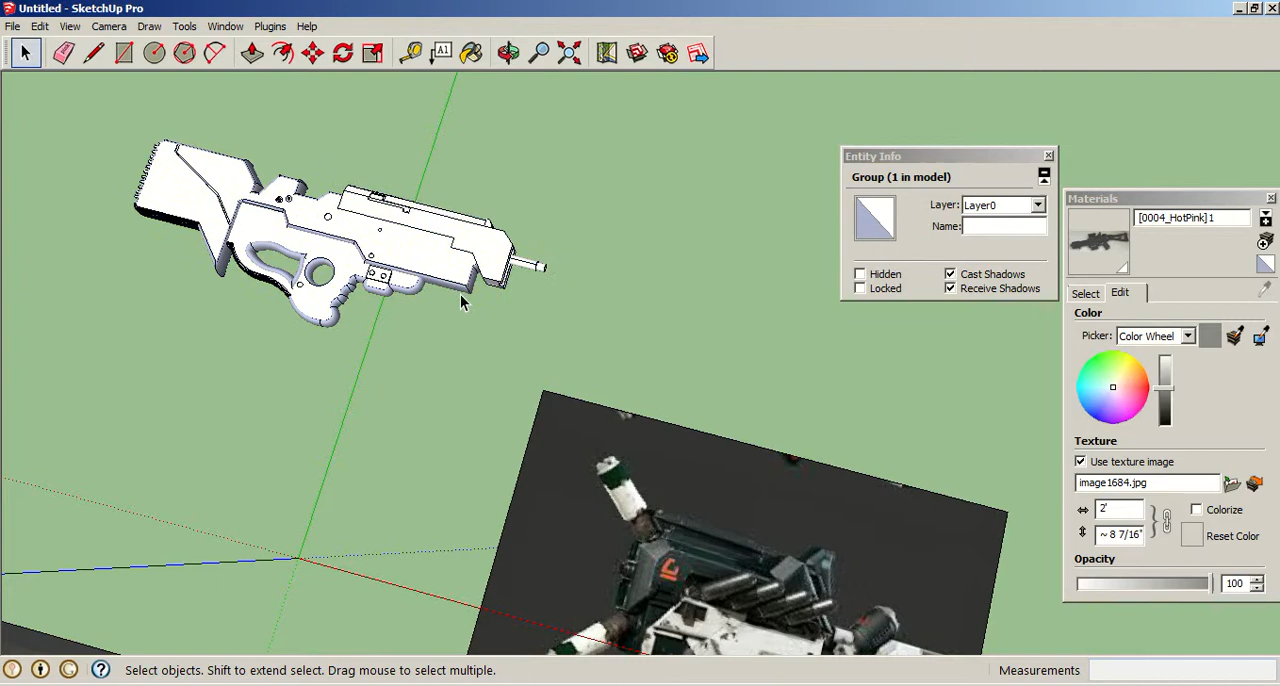 Untitled - SketchUp Pro
File Edit View Camera Draw Tools Window Plugins Help
A1
Entity Info
Group (1 in model)
Layer: Layer0
Name:
Hidden Cast Shadows
Locked Receive Shadows
Materials
[0004_HotPink]1
Select Edit
Color
Picker: Color Wheel
Texture
Use texture image
image1684.jpg
2' Colorize
~ 8 7/16" Reset Color
Opacity
100
Select objects. Shift to extend select. Drag mouse to select multiple. Measurements